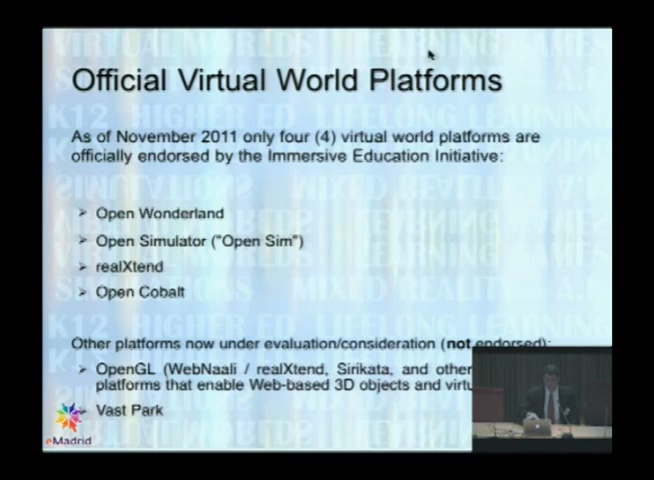 Official Virtual World Platforms
As of November 2011 only four (4) virtual world platforms are
officially endorsed by the Immersive Education Initiative:
➢ Open Wonderland
➢ Open Simulator ("Open Sim")
➢ realXtend
➢ Open Cobalt
Other platforms now under evaluation/consideration (not endorsed):
➢ OpenGL (WebNaali / realXtend, Sirikata, and other
platforms that enable Web-based 3D objects and virtu
➢ Vast Park
eMadrid